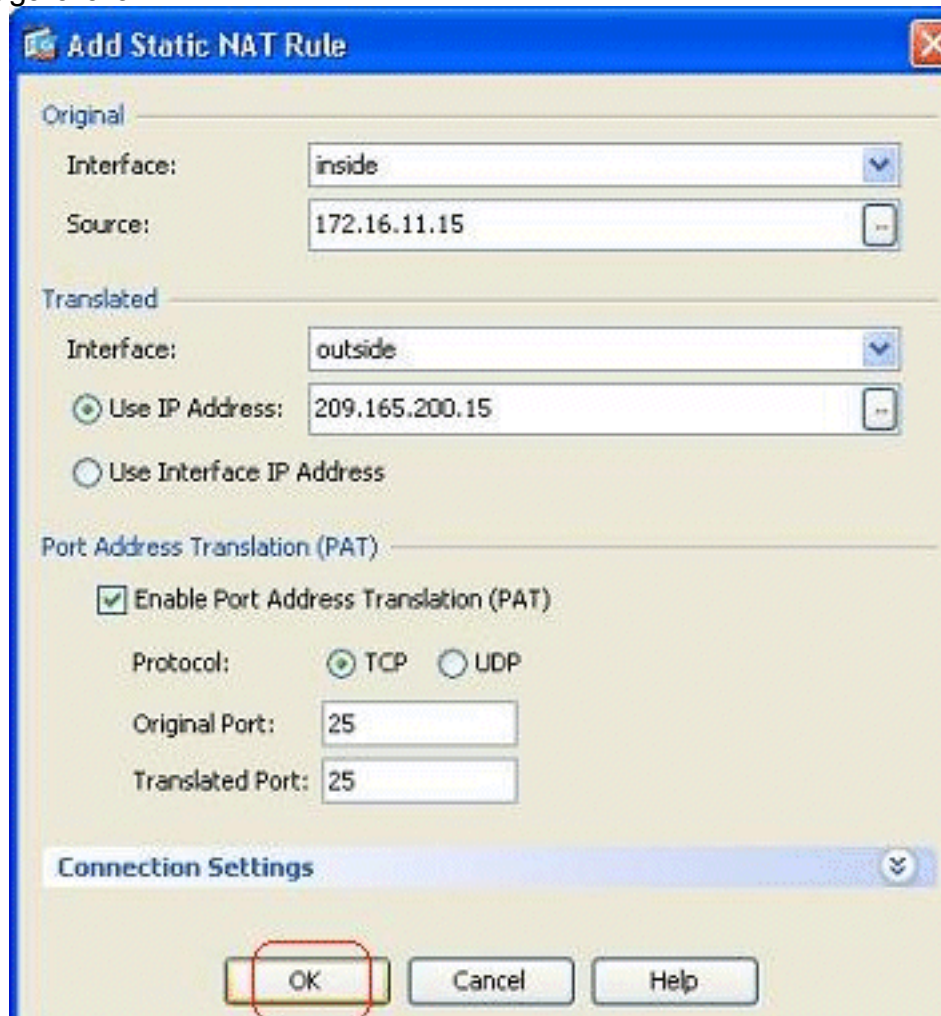 Add Static NAT Rule
Original
Interface: inside
Source: 172.16.11.15
Translated
Interface: outside
Use IP Address: 209.165.200.15
Use Interface IP Address
Port Address Translation (PAT)
Enable Port Address Translation (PAT)
Protocol: TCP UDP
Original Port: 25
Translated Port: 25
Connection Settings
OK Cancel Help